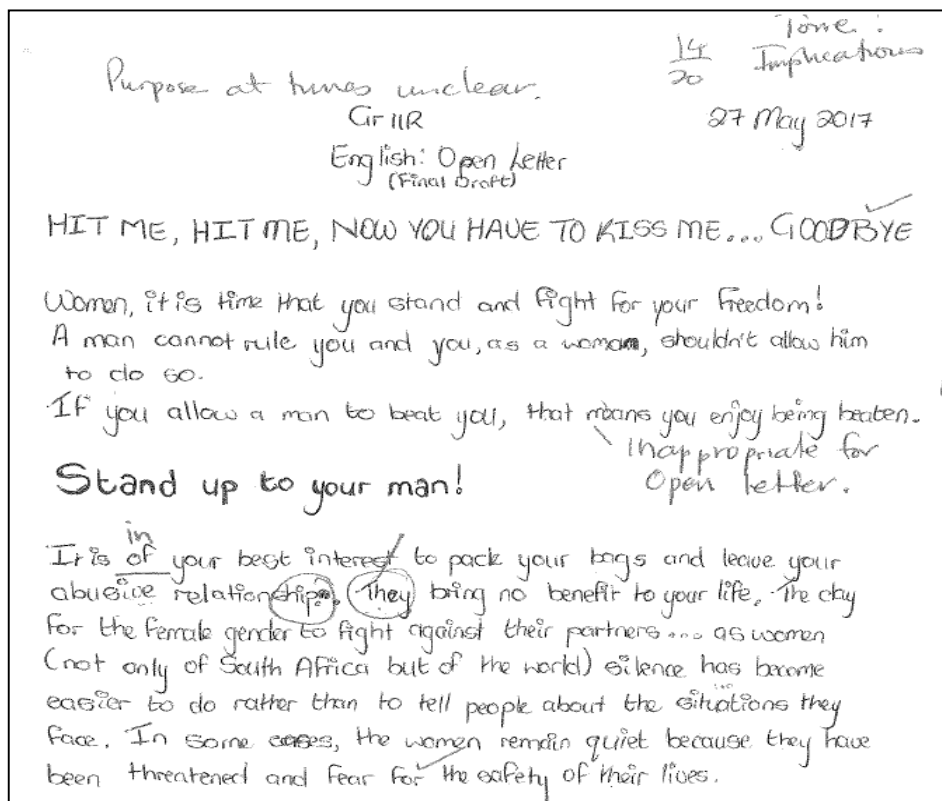 Tone:
14/20 Implications
Purpose at times unclear.
Gr 11R
27 May 2017
English: Open Letter
(Final Draft)
HIT ME, HIT ME, NOW YOU HAVE TO KISS ME... GOODBYE
Women, it is time that you stand and fight for your freedom!
A man cannot rule you and you, as a woman, shouldn't allow him
to do so.
If you allow a man to beat you, that means you enjoy being beaten.
Inappropriate for
Open Letter.
Stand up to your man!
in
It is of your best interest to pack your bags and leave your
abusive relationship. They bring no benefit to your life. The day
for the female gender to fight against their partners... as women
(not only of South Africa but of the world) silence has become
easier to do rather than to tell people about the situations they
face. In some cases, the women remain quiet because they have
been threatened and fear for the safety of their lives.